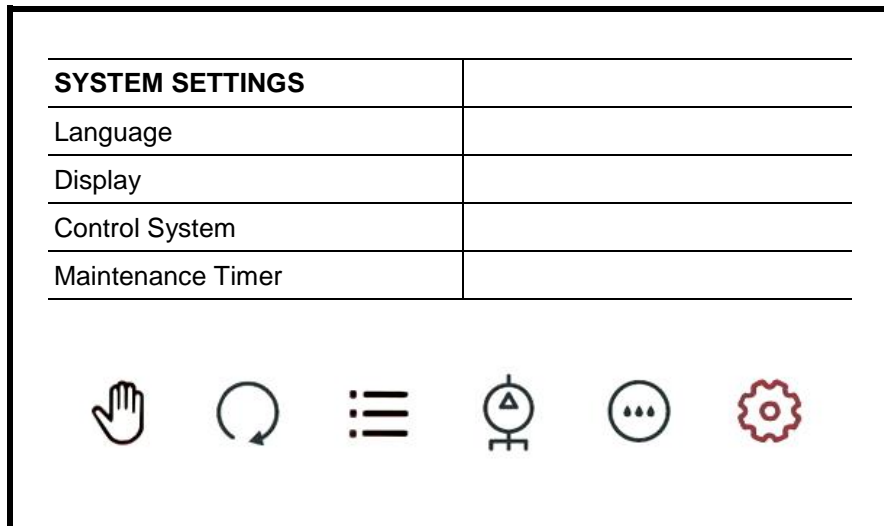 SYSTEM SETTINGS
Language
Display
Control System
Maintenance Timer